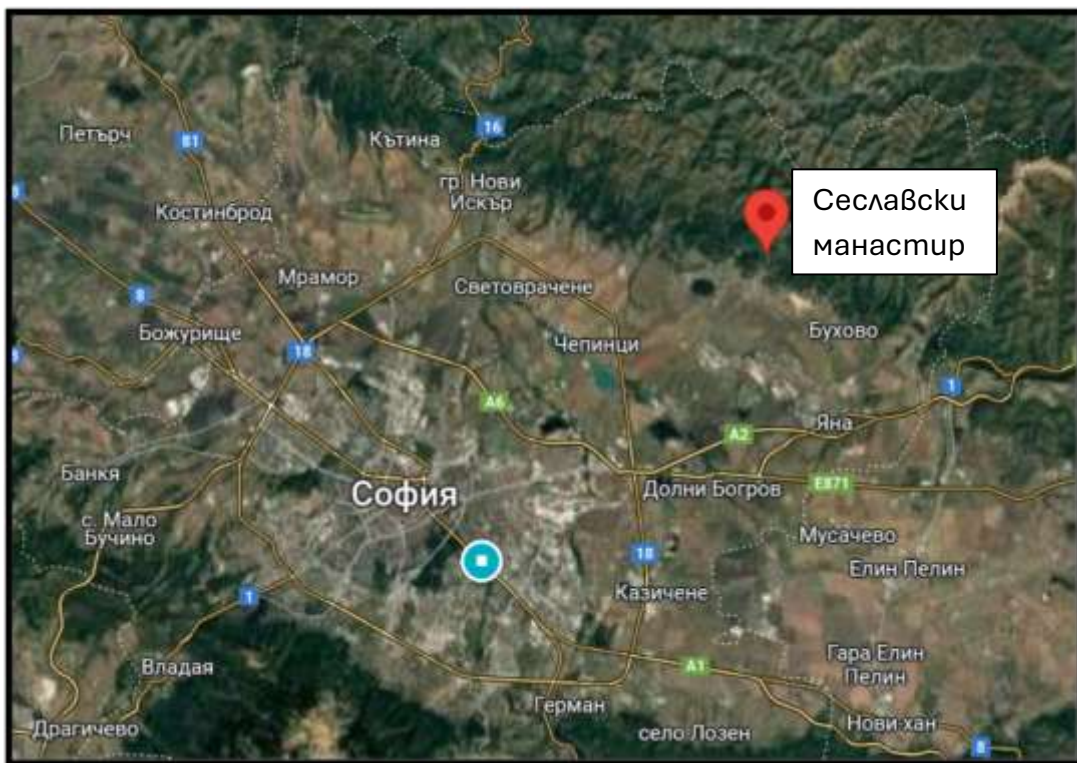 16
Петърч
81
Кътина
гр. Нови
Искър
Сеславски
манастир
Костинброд
Мрамор
8
Световрачене
Божурище
18
Чепинци
Бухово
1
A6
Яна
A2
Банкя
София
Долни Богров
E871
с. Мало
Бучино
Мусачево
18
Елин Пелин
1
Казичене
Владая
A1
Гара Елин
Пелин
Герман
Драгичево
село Лозен
Нови хан
8